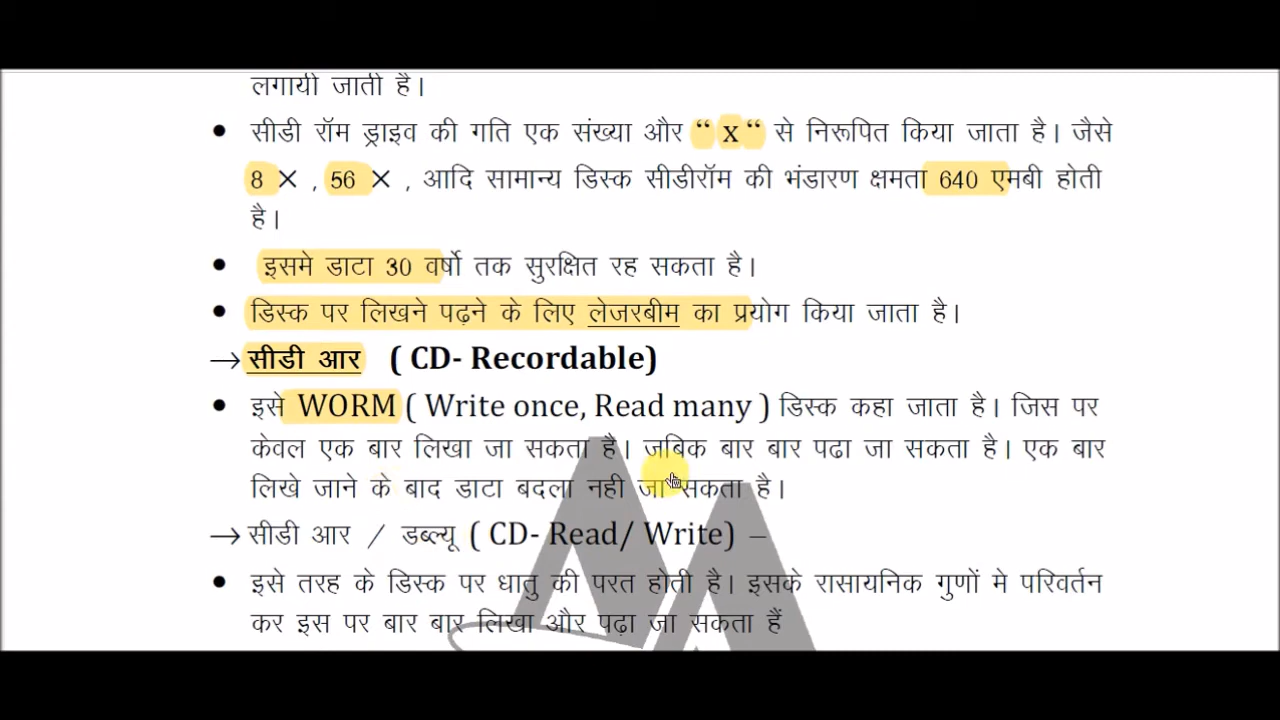 लगायी जाती है।
• सीडी रॉम ड्राइव की गति एक संख्या और “ x “ से निरूपित किया जाता है। जैसे
8 × , 56 × , आदि सामान्य डिस्क सीडीरॉम की भंडारण क्षमता 640 एमबी होती
है।
• इसमे डाटा 30 वर्षो तक सुरक्षित रह सकता है।
• डिस्क पर लिखने पढ़ने के लिए लेजरबीम का प्रयोग किया जाता है।
→ सीडी आर ( CD- Recordable)
• इसे WORM ( Write once, Read many ) डिस्क कहा जाता है। जिस पर
केवल एक बार लिखा जा सकता है। जबिक बार बार पढा जा सकता है। एक बार
लिखे जाने के बाद डाटा बदला नही जा सकता है।
→ सीडी आर / डब्ल्यू ( CD- Read/ Write) –
• इसे तरह के डिस्क पर धातु की परत होती है। इसके रासायनिक गुणों मे परिवर्तन
कर इस पर बार बार लिखा और पढ़ा जा सकता हैं